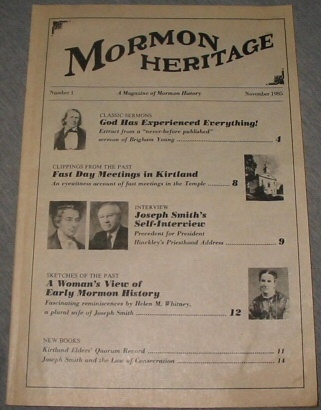 MORMON
HERITAGE
Number 1 A Magazine of Mormon History November 1985
CLASSIC SERMONS
God Has Experienced Everything!
Extract from a "never-before published"
sermon of Brigham Young 4
CLIPPINGS FROM THE PAST
Fast Day Meetings in Kirtland
An eyewitness account of fast meetings in the Temple 8
INTERVIEW
Joseph Smith's
Self-Interview
Precedent for President
Hinckley's Priesthood Address 9
SKETCHES OF THE PAST
A Woman's View of
Early Mormon History
Fascinating reminiscences by Helen M. Whitney,
a plural wife of Joseph Smith 12
NEW BOOKS
Kirtland Elders' Quorum Record 11
Joseph Smith and the Law of Consecration 14